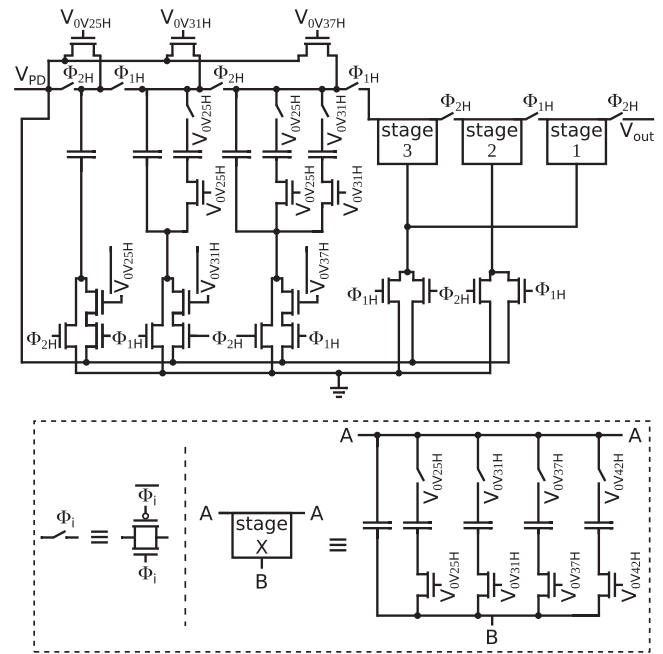 V0V25H V0V31H V0V37H
VPD Φ2H Φ1H Φ2H Φ1H
V0V25H V0V25H V0V31H
Φ2H Φ1H Φ2H
stage 3 stage 2 stage 1 Vout
V0V25H V0V25H V0V31H
V0V25H V0V31H V0V37H
Φ1H Φ2H Φ1H
Φ2H Φ1H Φ2H Φ1H
A A
V0V25H V0V31H V0V37H V0V42H
Φi
Φi ≡
Φi
A stage X A ≡
B
V0V25H V0V31H V0V37H V0V42H
B